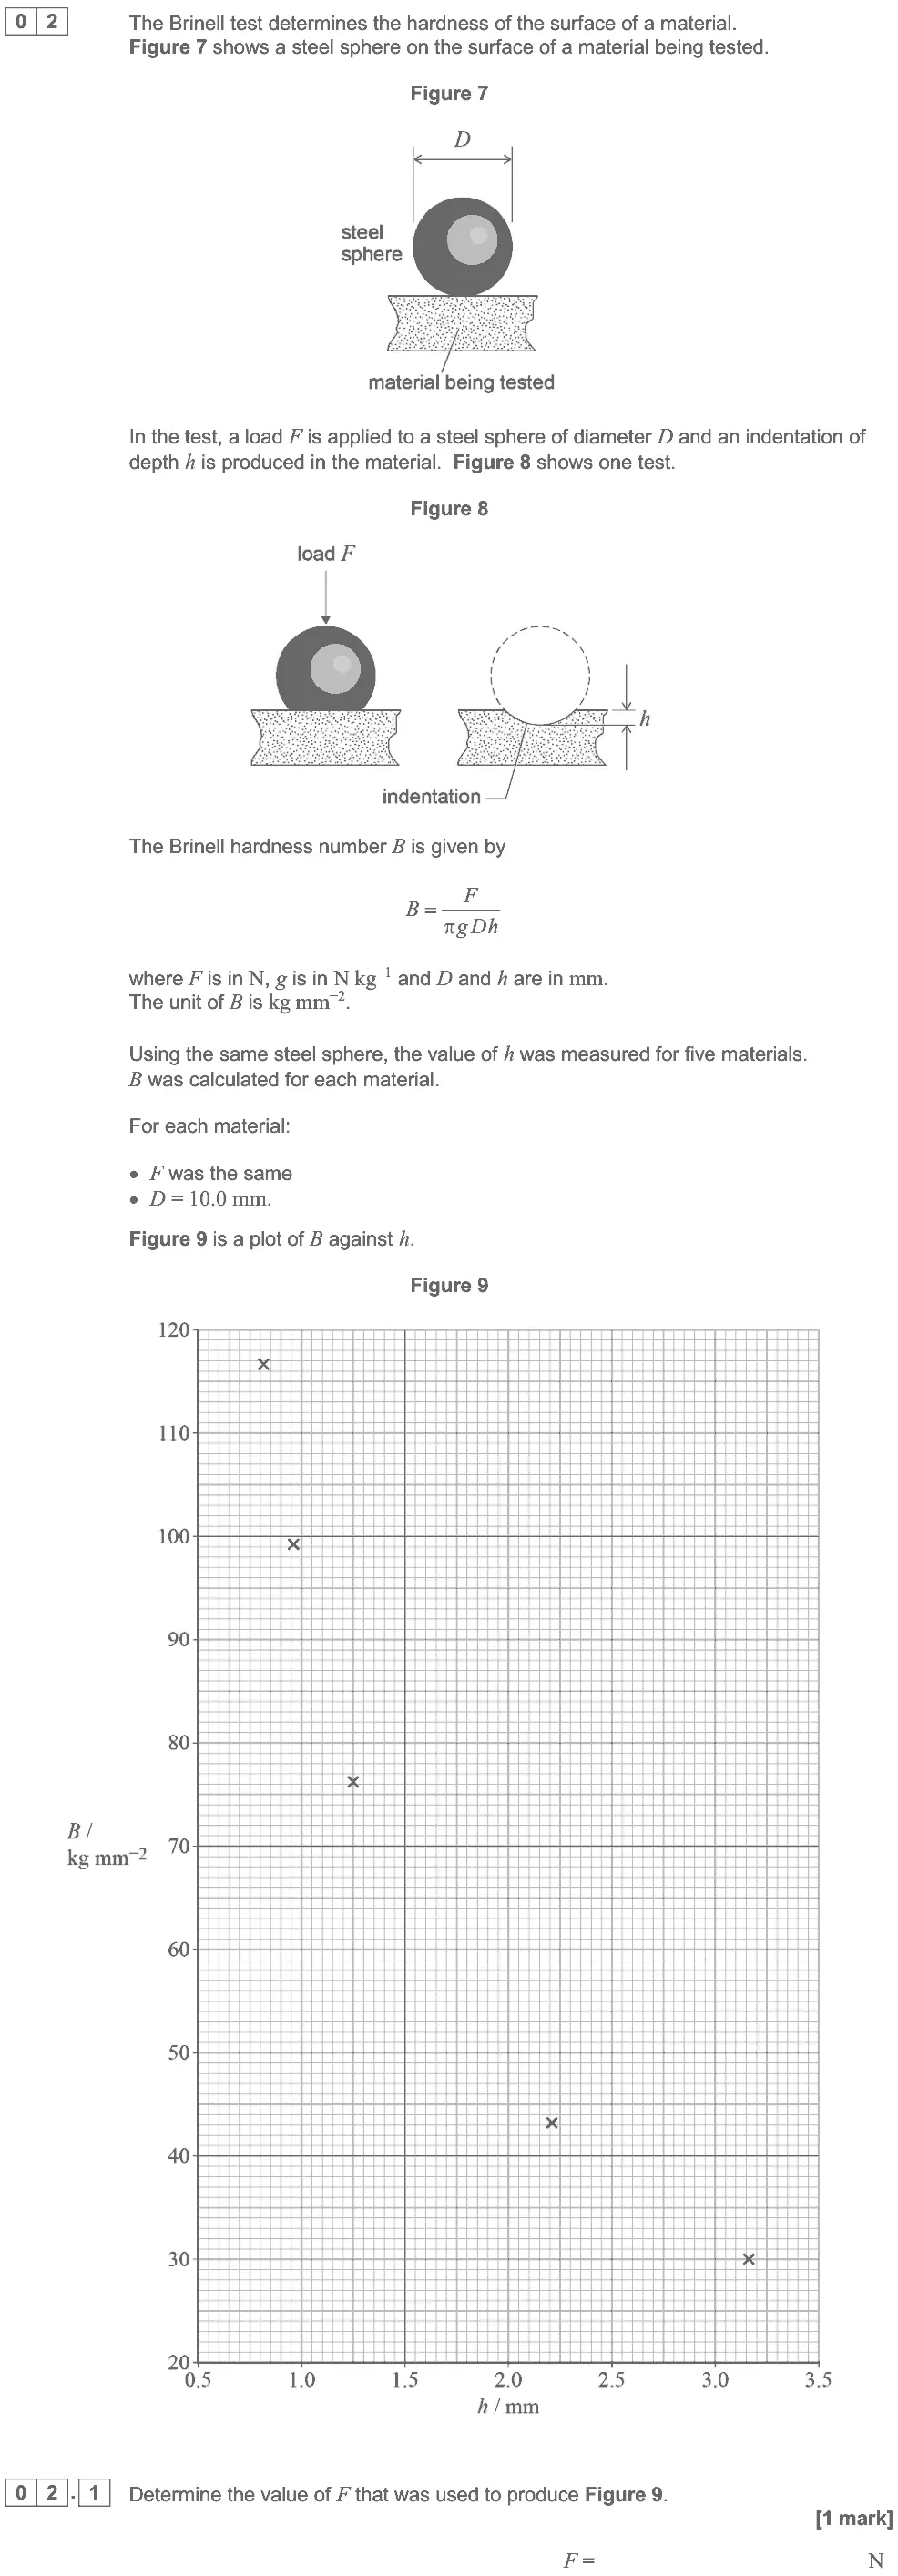 0 2 The Brinell test determines the hardness of the surface of a material.
Figure 7 shows a steel sphere on the surface of a material being tested.
Figure 7
D
steel
sphere
material being tested
In the test, a load F is applied to a steel sphere of diameter D and an indentation of
depth h is produced in the material. Figure 8 shows one test.
Figure 8
load F
h
indentation
The Brinell hardness number B is given by
B = F / πgDh
where F is in N, g is in N kg⁻¹ and D and h are in mm.
The unit of B is kg mm⁻².
Using the same steel sphere, the value of h was measured for five materials.
B was calculated for each material.
For each material:
• F was the same
• D = 10.0 mm.
Figure 9 is a plot of B against h.
Figure 9
120
110
100
90
80
B /
kg mm⁻²
70
60
50
40
30
20
0.5 1.0 1.5 2.0 2.5 3.0 3.5
h / mm
0 2 . 1 Determine the value of F that was used to produce Figure 9.
[1 mark]
F = N